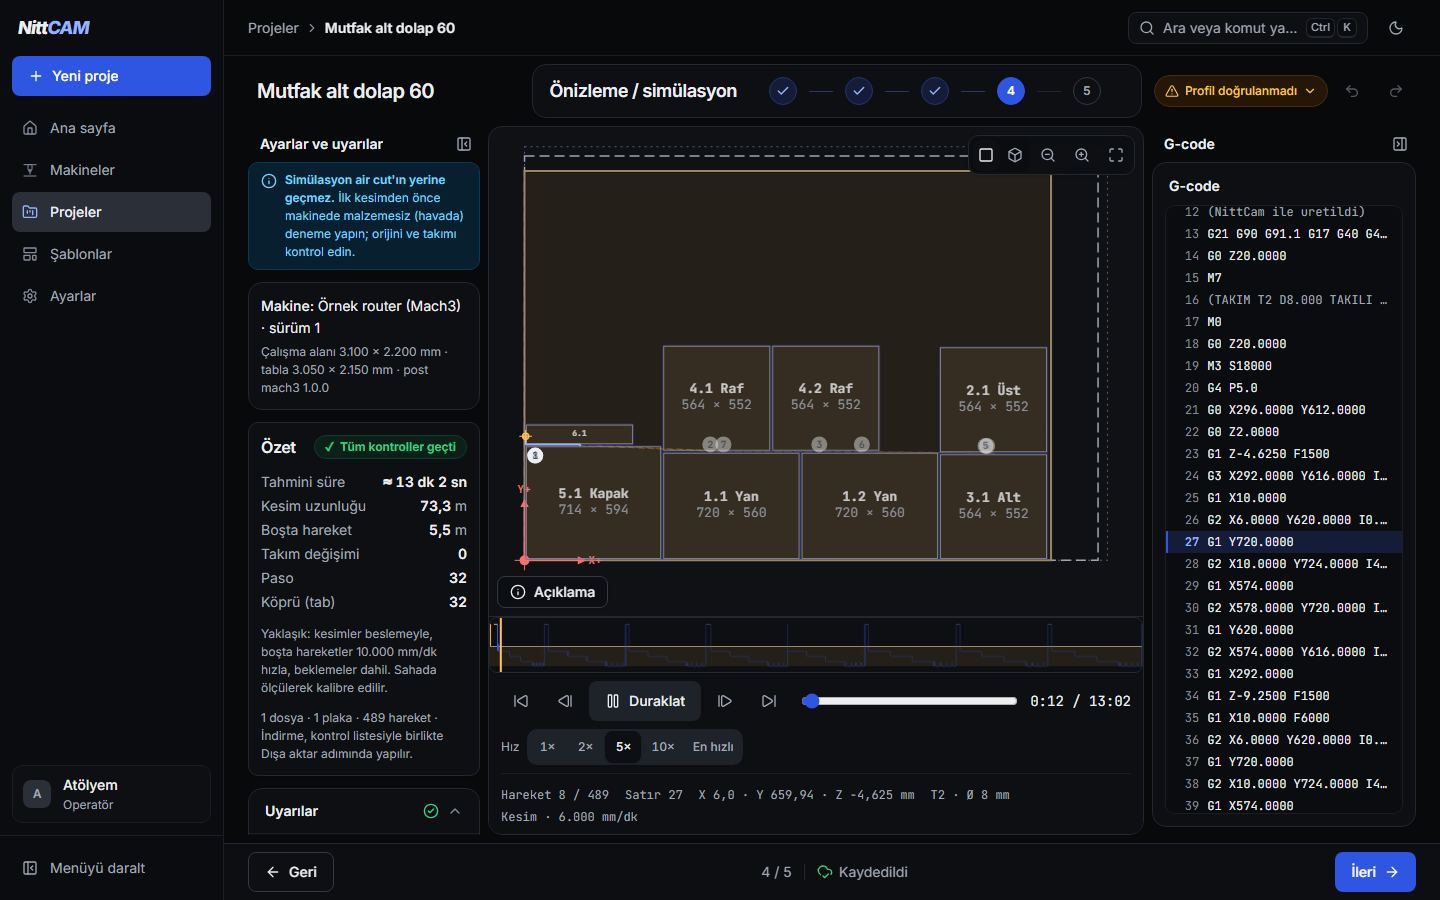 NittCAM
Yeni proje
Ana sayfa
Makineler
Projeler
Şablonlar
Ayarlar
A
Atölyem
Operatör
Menüyü daralt
Projeler > Mutfak alt dolap 60
Ara veya komut ya... Ctrl K
Mutfak alt dolap 60
Önizleme / simülasyon
4
5
Profil doğrulanmadı
Ayarlar ve uyarılar
Simülasyon air cut'ın yerine
geçmez. İlk kesimden önce
makinede malzemesiz (havada)
deneme yapın; orijini ve takımı
kontrol edin.
Makine: Örnek router (Mach3)
· sürüm 1
Çalışma alanı 3.100 × 2.200 mm ·
tabla 3.050 × 2.150 mm · post
mach3 1.0.0
Özet
✓ Tüm kontroller geçti
Tahmini süre ≈ 13 dk 2 sn
Kesim uzunluğu 73,3 m
Boşta hareket 5,5 m
Takım değişimi 0
Paso 32
Köprü (tab) 32
Yaklaşık: kesimler beslemeyle,
boşta hareketler 10.000 mm/dk
hızla, beklemeler dahil. Sahada
ölçülerek kalibre edilir.
1 dosya · 1 plaka · 489 hareket ·
İndirme, kontrol listesiyle birlikte
Dışa aktar adımında yapılır.
Uyarılar
4.1 Raf
564 × 552
4.2 Raf
564 × 552
2.1 Üst
564 × 552
6.1
2
7
3
6
5
5.1 Kapak
714 × 594
1.1 Yan
720 × 560
1.2 Yan
720 × 560
3.1 Alt
564 × 552
Y+
X+
Açıklama
Duraklat
0:12 / 13:02
Hız 1× 2× 5× 10× En hızlı
Hareket 8 / 489 Satır 27 X 6,0 · Y 659,94 · Z -4,625 mm T2 · Ø 8 mm
Kesim · 6.000 mm/dk
G-code
G-code
12 (NittCam ile uretildi)
13 G21 G90 G91.1 G17 G40 G4…
14 G0 Z20.0000
15 M7
16 (TAKIM T2 D8.000 TAKILI …
17 M0
18 G0 Z20.0000
19 M3 S18000
20 G4 P5.0
21 G0 X296.0000 Y612.0000
22 G0 Z2.0000
23 G1 Z-4.6250 F1500
24 G3 X292.0000 Y616.0000 I…
25 G1 X10.0000
26 G2 X6.0000 Y620.0000 I0.…
27 G1 Y720.0000
28 G2 X10.0000 Y724.0000 I4…
29 G1 X574.0000
30 G2 X578.0000 Y720.0000 I…
31 G1 Y620.0000
32 G2 X574.0000 Y616.0000 I…
33 G1 X292.0000
34 G1 Z-9.2500 F1500
35 G1 X10.0000 F6000
36 G2 X6.0000 Y620.0000 I0.…
37 G1 Y720.0000
38 G2 X10.0000 Y724.0000 I4…
39 G1 X574.0000
Geri
4 / 5
Kaydedildi
İleri